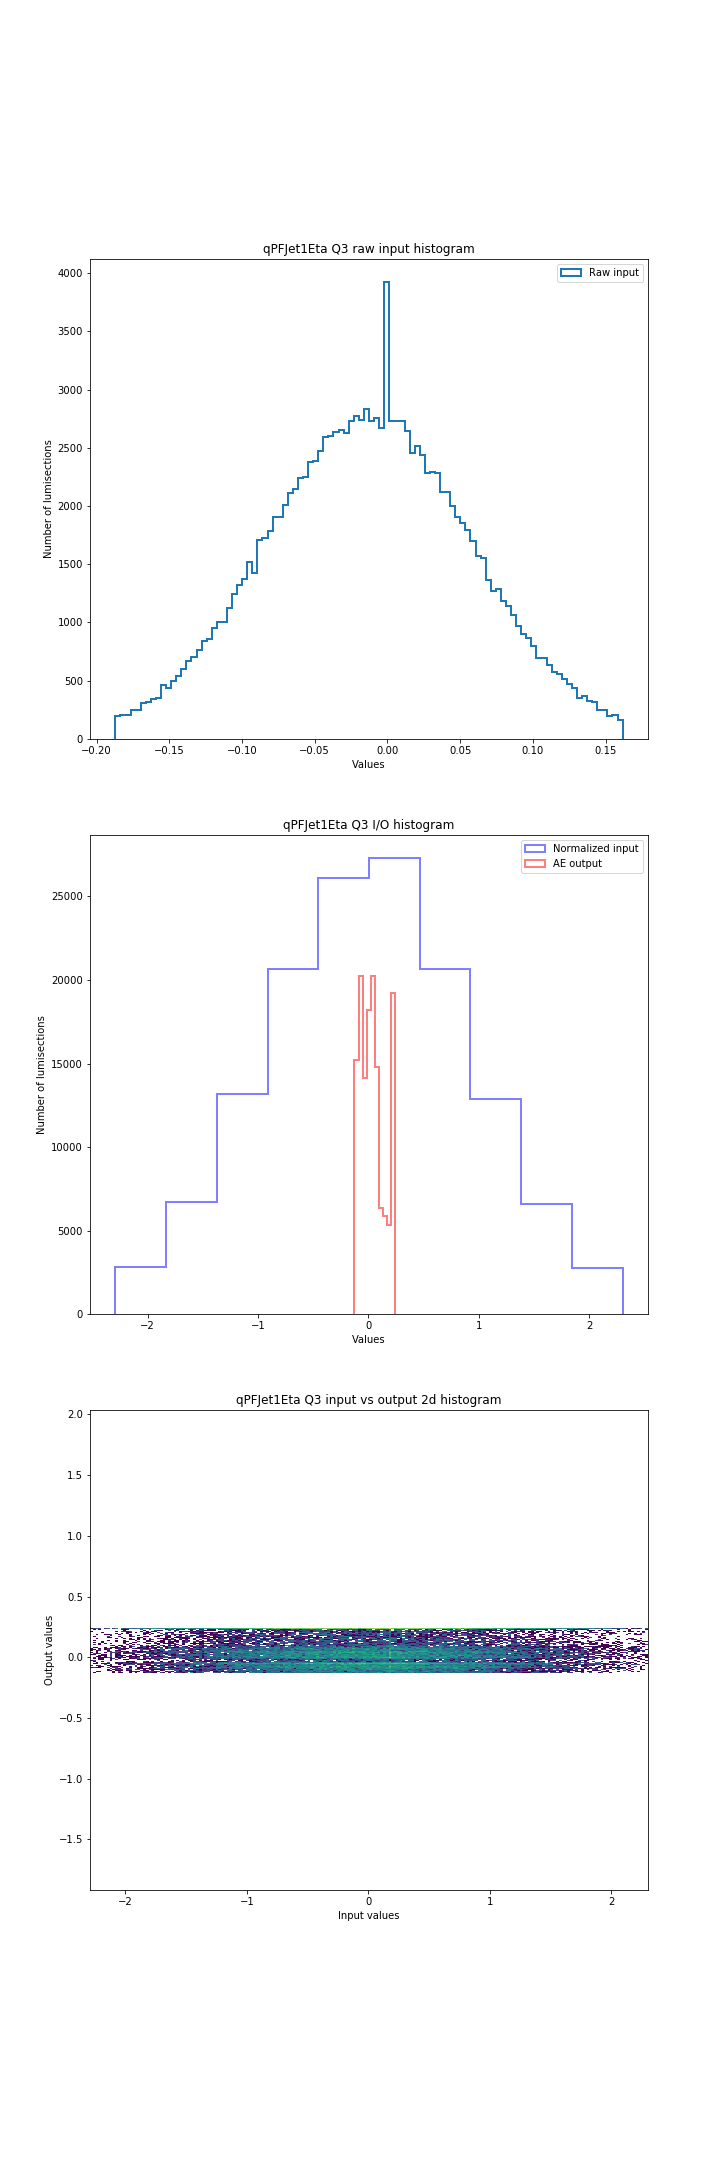 qPFJet1Eta Q3 raw input histogram
Raw input
4000
3500
3000
2500
2000
1500
1000
500
0
Number of lumisections
−0.20 −0.15 −0.10 −0.05 0.00 0.05 0.10 0.15
Values
qPFJet1Eta Q3 I/O histogram
Normalized input
AE output
25000
20000
15000
10000
5000
0
Number of lumisections
−2 −1 0 1 2
Values
qPFJet1Eta Q3 input vs output 2d histogram
2.0
1.5
1.0
0.5
0.0
−0.5
−1.0
−1.5
Output values
−2 −1 0 1 2
Input values